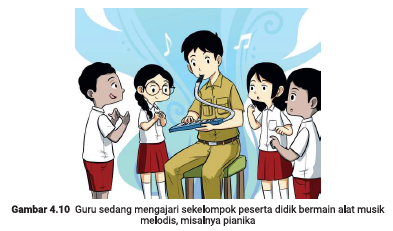 Gambar 4.10 Guru sedang mengajari sekelompok peserta didik bermain alat musik
melodis, misalnya pianika